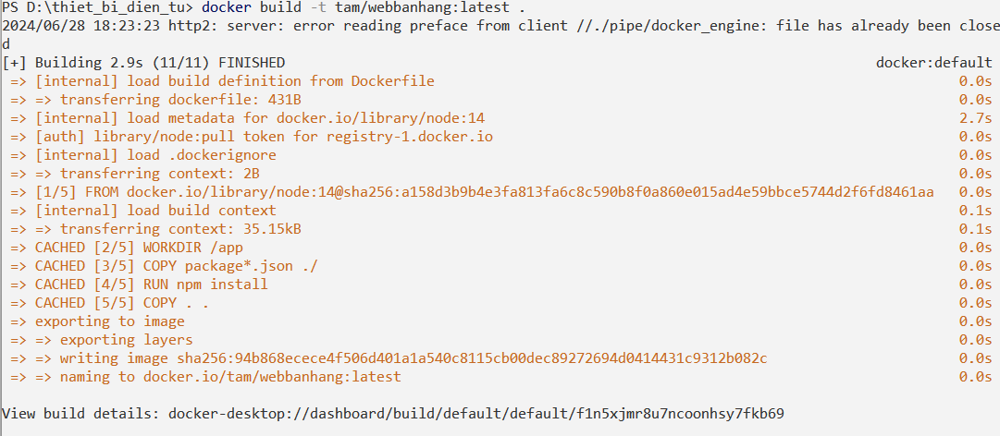 PS D:\thiet_bi_dien_tu> docker build -t tam/webbanhang:latest .
2024/06/28 18:23:23 http2: server: error reading preface from client //./pipe/docker_engine: file has already been close
d
[+] Building 2.9s (11/11) FINISHED docker:default
=> [internal] load build definition from Dockerfile 0.0s
=> => transferring dockerfile: 431B 0.0s
=> [internal] load metadata for docker.io/library/node:14 2.7s
=> [auth] library/node:pull token for registry-1.docker.io 0.0s
=> [internal] load .dockerignore 0.0s
=> => transferring context: 2B 0.0s
=> [1/5] FROM docker.io/library/node:14@sha256:a158d3b9b4e3fa813fa6c8c590b8f0a860e015ad4e59bbce5744d2f6fd8461aa 0.0s
=> [internal] load build context 0.1s
=> => transferring context: 35.15kB 0.1s
=> CACHED [2/5] WORKDIR /app 0.0s
=> CACHED [3/5] COPY package*.json ./ 0.0s
=> CACHED [4/5] RUN npm install 0.0s
=> CACHED [5/5] COPY . . 0.0s
=> exporting to image 0.0s
=> => exporting layers 0.0s
=> => writing image sha256:94b868ecece4f506d401a1a540c8115cb00dec89272694d0414431c9312b082c 0.0s
=> => naming to docker.io/tam/webbanhang:latest 0.0s
View build details: docker-desktop://dashboard/build/default/default/f1n5xjmr8u7ncoonhsy7fkb69